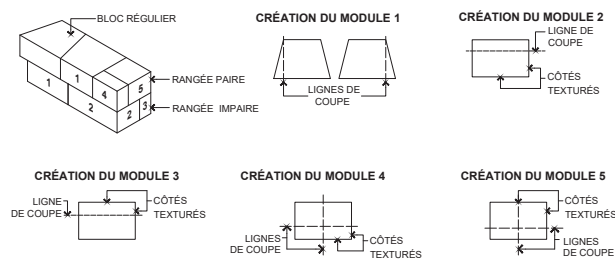 BLOC RÉGULIER
RANGÉE PAIRE
RANGÉE IMPAIRE
1
4
5
1
2
2
3
CRÉATION DU MODULE 1
LIGNES DE
COUPE
CRÉATION DU MODULE 2
LIGNE DE
COUPE
CÔTÉS
TEXTURÉS
CRÉATION DU MODULE 3
LIGNE
DE COUPE
CÔTÉS
TEXTURÉS
CRÉATION DU MODULE 4
LIGNES
DE COUPE
CÔTÉS
TEXTURÉS
CRÉATION DU MODULE 5
CÔTÉS
TEXTURÉS
LIGNES
DE COUPE